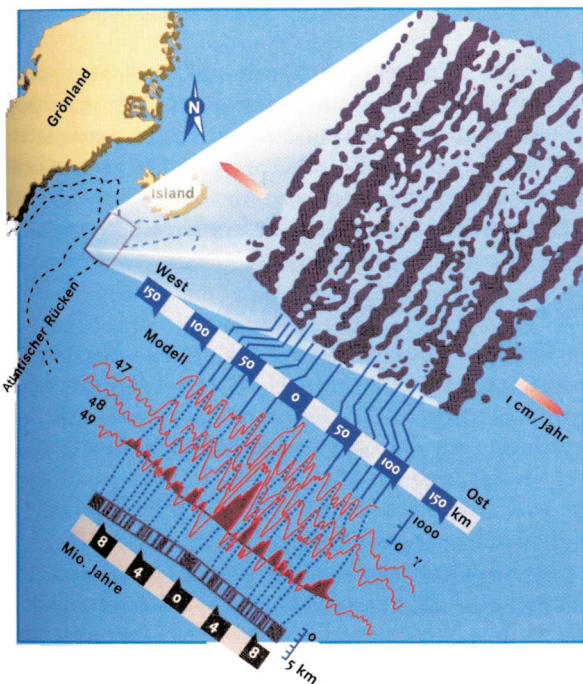 Grönland
N
Island
Atlantischer Rücken
West
150 100 50 0 50 100 150 km
Ost
Modell
1 cm/Jahr
47
48
49
1000
0
γ
8 4 0 4 8
Mio. Jahre
0
5 km